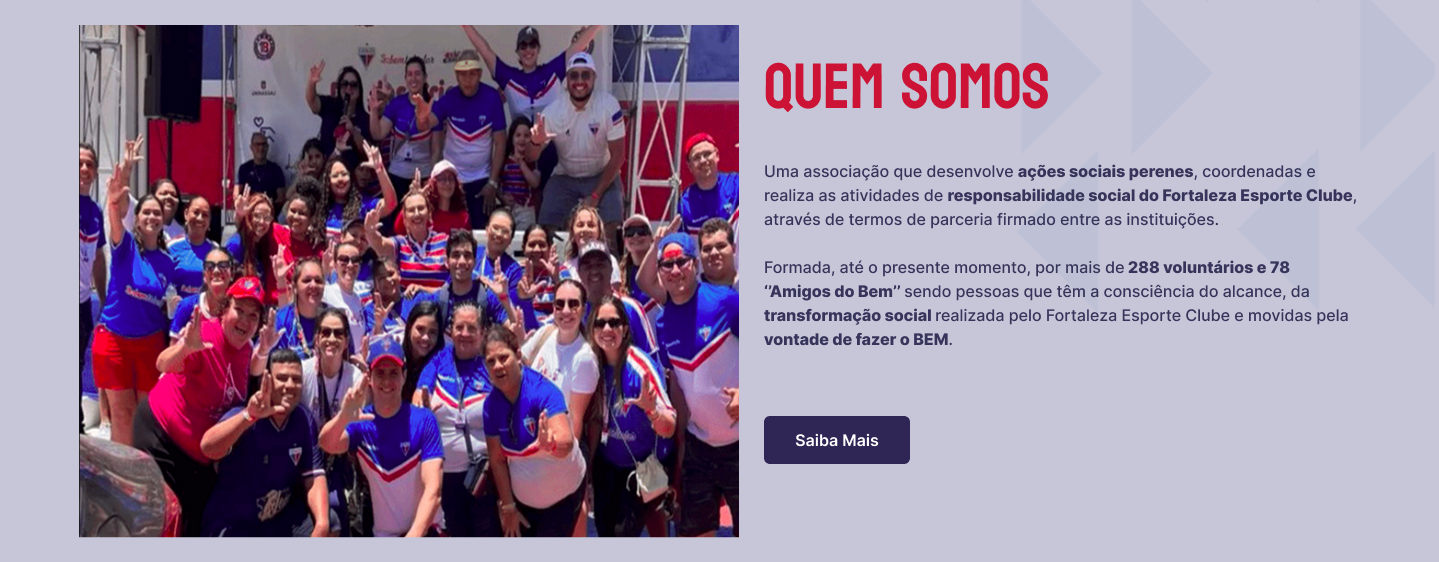 QUEM SOMOS
Uma associação que desenvolve ações sociais perenes, coordenadas e
realiza as atividades de responsabilidade social do Fortaleza Esporte Clube,
através de termos de parceria firmado entre as instituições.
Formada, até o presente momento, por mais de 288 voluntários e 78
‘’Amigos do Bem’’ sendo pessoas que têm a consciência do alcance, da
transformação social realizada pelo Fortaleza Esporte Clube e movidas pela
vontade de fazer o BEM.
Saiba Mais